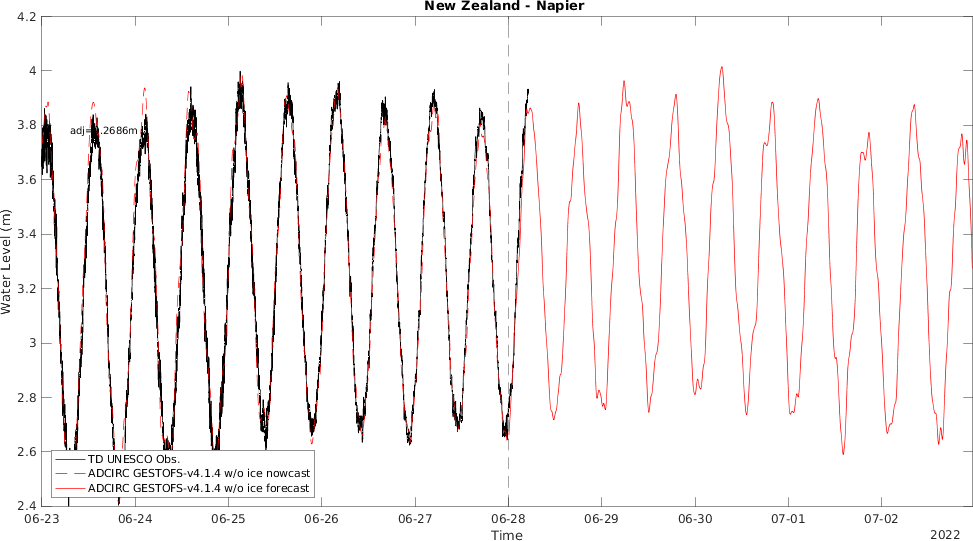 New Zealand - Napier
4.2
4
3.8
3.6
3.4
3.2
3
2.8
2.6
2.4
Water Level (m)
TD UNESCO Obs.
ADCIRC GESTOFS-v4.1.4 w/o ice nowcast
ADCIRC GESTOFS-v4.1.4 w/o ice forecast
06-23 06-24 06-25 06-26 06-27 06-28 06-29 06-30 07-01 07-02
Time
2022